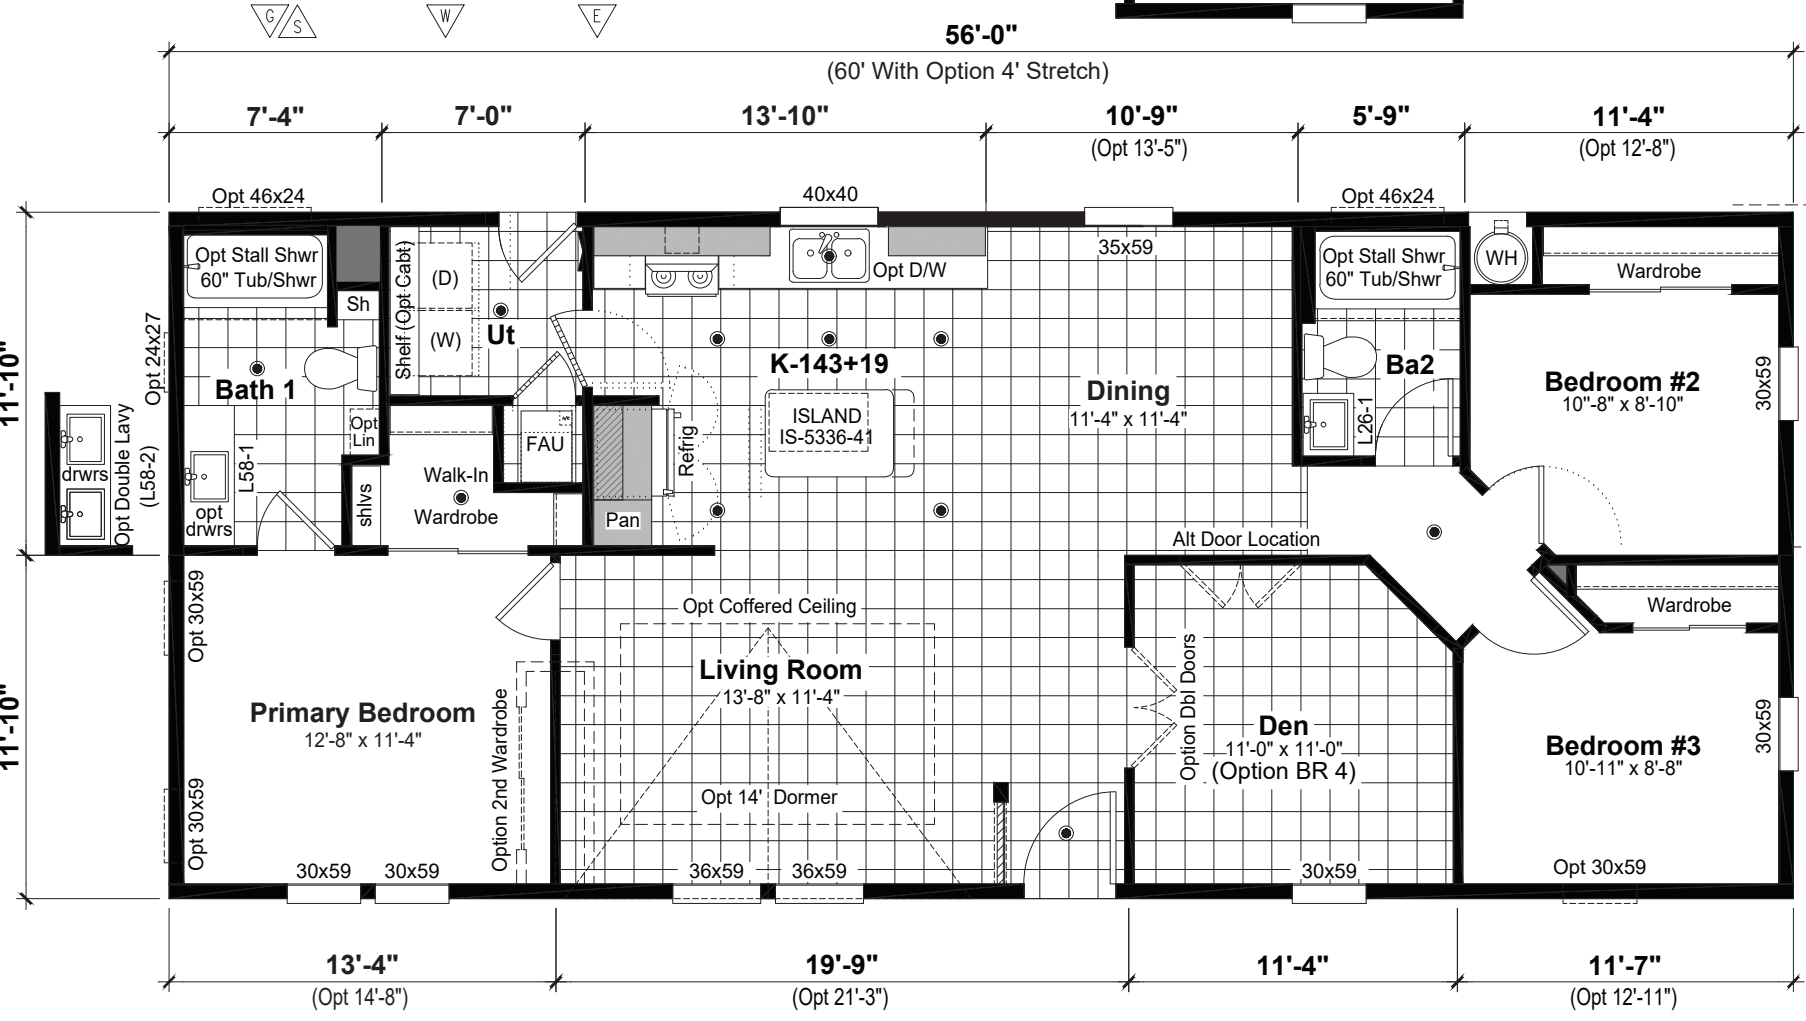 G S W E
56'-0"
(60' With Option 4' Stretch)
7'-4" 7'-0" 13'-10" 10'-9" 5'-9" 11'-4"
(Opt 13'-5") (Opt 12'-8")
Opt 46x24 40x40 Opt 46x24
35x59
Opt Stall Shwr
60" Tub/Shwr
Sh
Shelf (Opt Cabt)
(D)
(W)
Ut
Opt D/W
Opt Stall Shwr
60" Tub/Shwr
WH
Wardrobe
11'-10"
Opt 24x27
Bath 1
K-143+19
Dining
11'-4" x 11'-4"
Ba2
Bedroom #2
10"-8" x 8'-10"
30x59
ISLAND
IS-5336-41
L26-1
Opt
Lin
FAU
Refrig
drwrs
Opt Double Lavy
(L58-2)
L58-1
opt
drwrs
shlvs
Walk-In
Wardrobe
Pan
Alt Door Location
11'-10"
Opt 30x59
Opt Coffered Ceiling
Wardrobe
Living Room
13'-8" x 11'-4"
Primary Bedroom
12'-8" x 11'-4"
Option 2nd Wardrobe
Option Dbl Doors
Den
11'-0" x 11'-0"
(Option BR 4)
Bedroom #3
10'-11" x 8'-8"
30x59
Opt 30x59
Opt 14' Dormer
30x59 30x59 36x59 36x59 30x59 Opt 30x59
13'-4" 19'-9" 11'-4" 11'-7"
(Opt 14'-8") (Opt 21'-3") (Opt 12'-11")